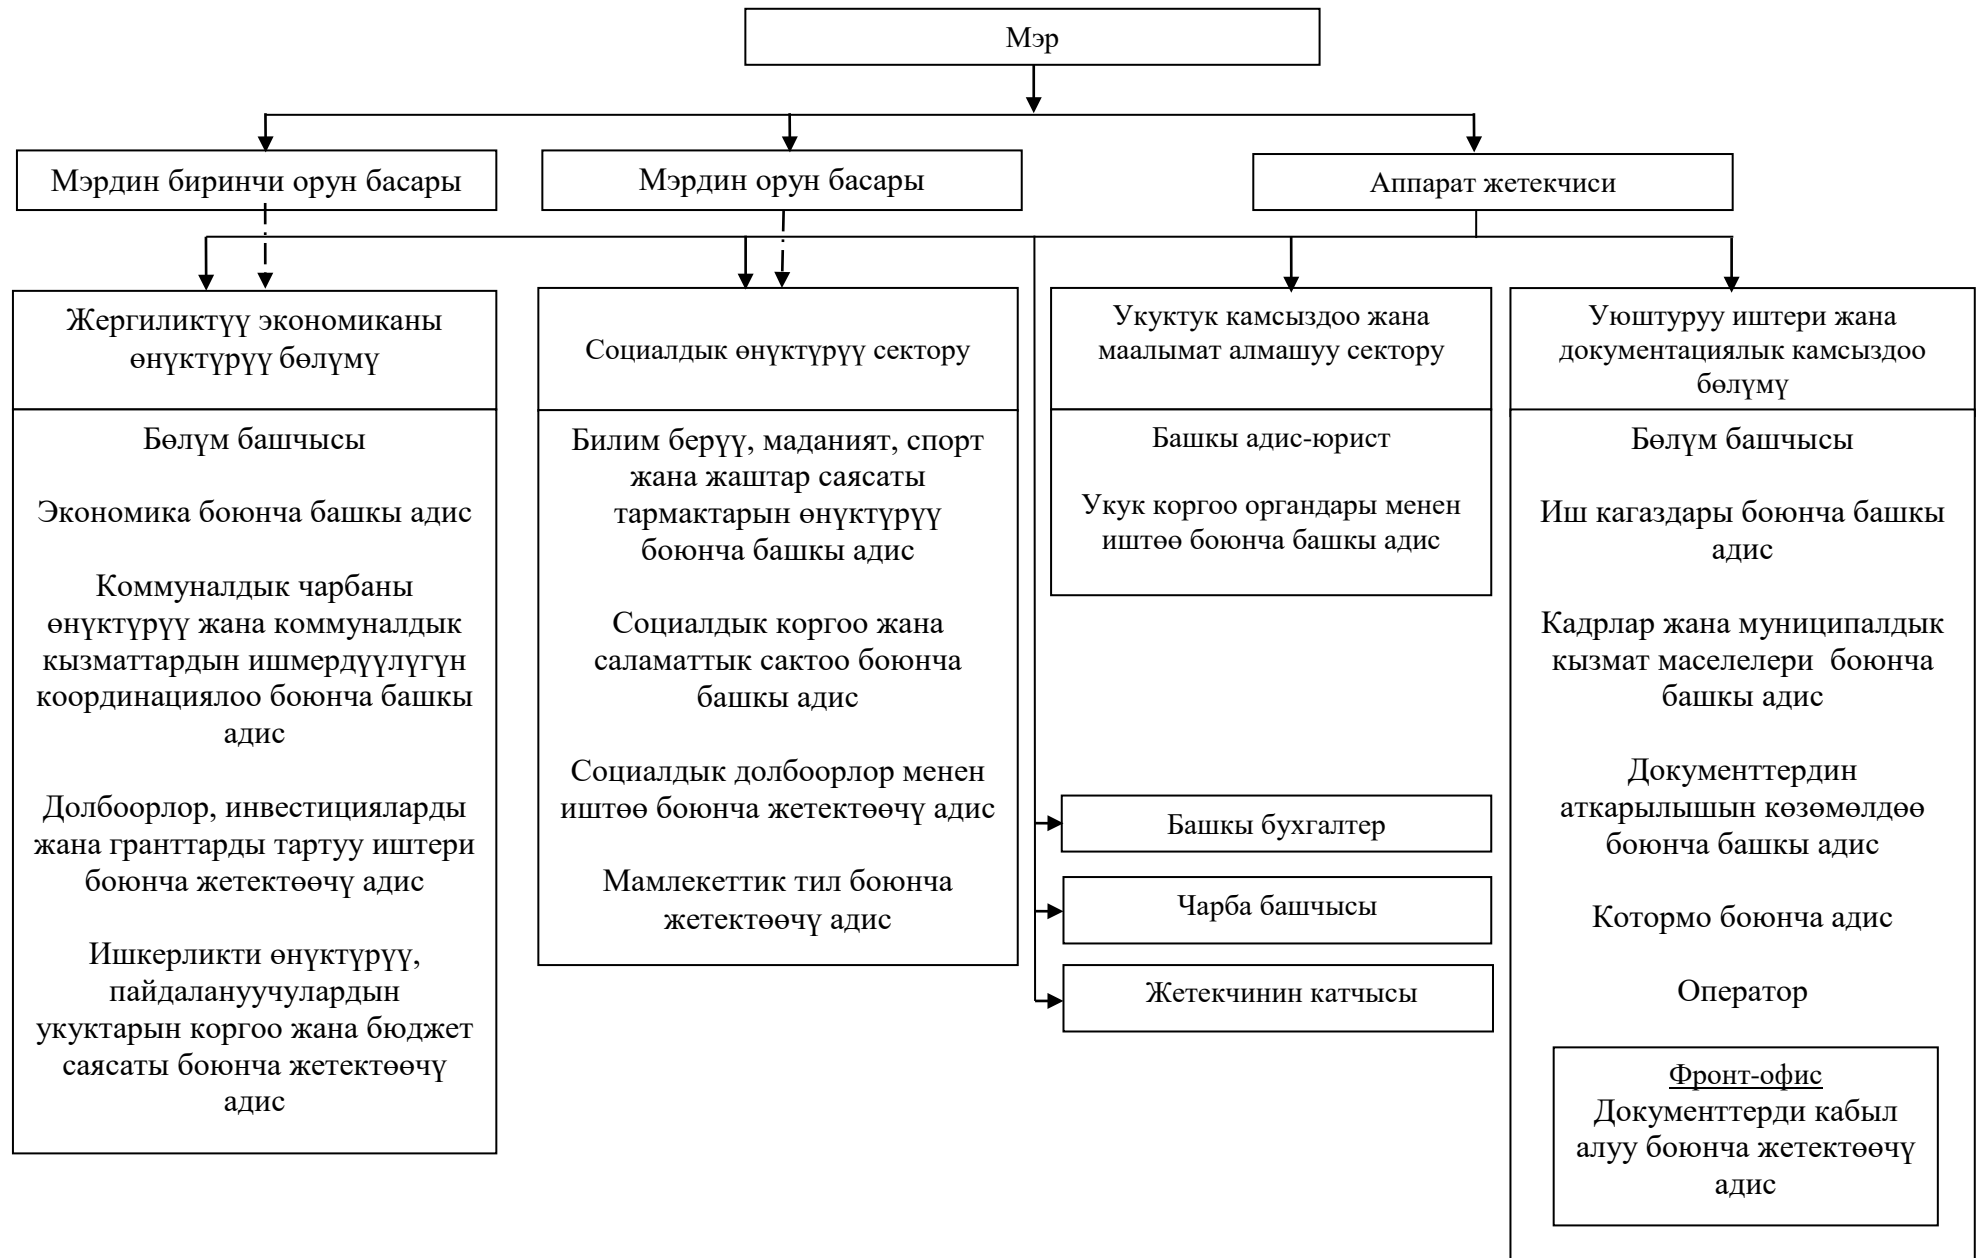 Мэр
Мэрдин биринчи орун басары
Мэрдин орун басары
Аппарат жетекчиси
Жергиликтүү экономиканы
өнүктүрүү бөлүмү
Бөлүм башчысы
Экономика боюнча башкы адис
Коммуналдык чарбаны
өнүктүрүү жана коммуналдык
кызматтардын ишмердүүлүгүн
координациялоо боюнча башкы
адис
Долбоорлор, инвестицияларды
жана гранттарды тартуу иштери
боюнча жетектөөчү адис
Ишкерликти өнүктүрүү,
пайдалануучулардын
укуктарын коргоо жана бюджет
саясаты боюнча жетектөөчү
адис
Социалдык өнүктүрүү сектору
Билим берүү, маданият, спорт
жана жаштар саясаты
тармактарын өнүктүрүү
боюнча башкы адис
Социалдык коргоо жана
саламаттык сактоо боюнча
башкы адис
Социалдык долбоорлор менен
иштөө боюнча жетектөөчү адис
Мамлекеттик тил боюнча
жетектөөчү адис
Укуктук камсыздоо жана
маалымат алмашуу сектору
Башкы адис-юрист
Укук коргоо органдары менен
иштөө боюнча башкы адис
Башкы бухгалтер
Чарба башчысы
Жетекчинин катчысы
Уюштуруу иштери жана
документациялык камсыздоо
бөлүмү
Бөлүм башчысы
Иш кагаздары боюнча башкы
адис
Кадрлар жана муниципалдык
кызмат маселелери  боюнча
башкы адис
Документтердин
аткарылышын көзөмөлдөө
боюнча башкы адис
Котормо боюнча адис
Оператор
Фронт-офис
Документтерди кабыл
алуу боюнча жетектөөчү
адис